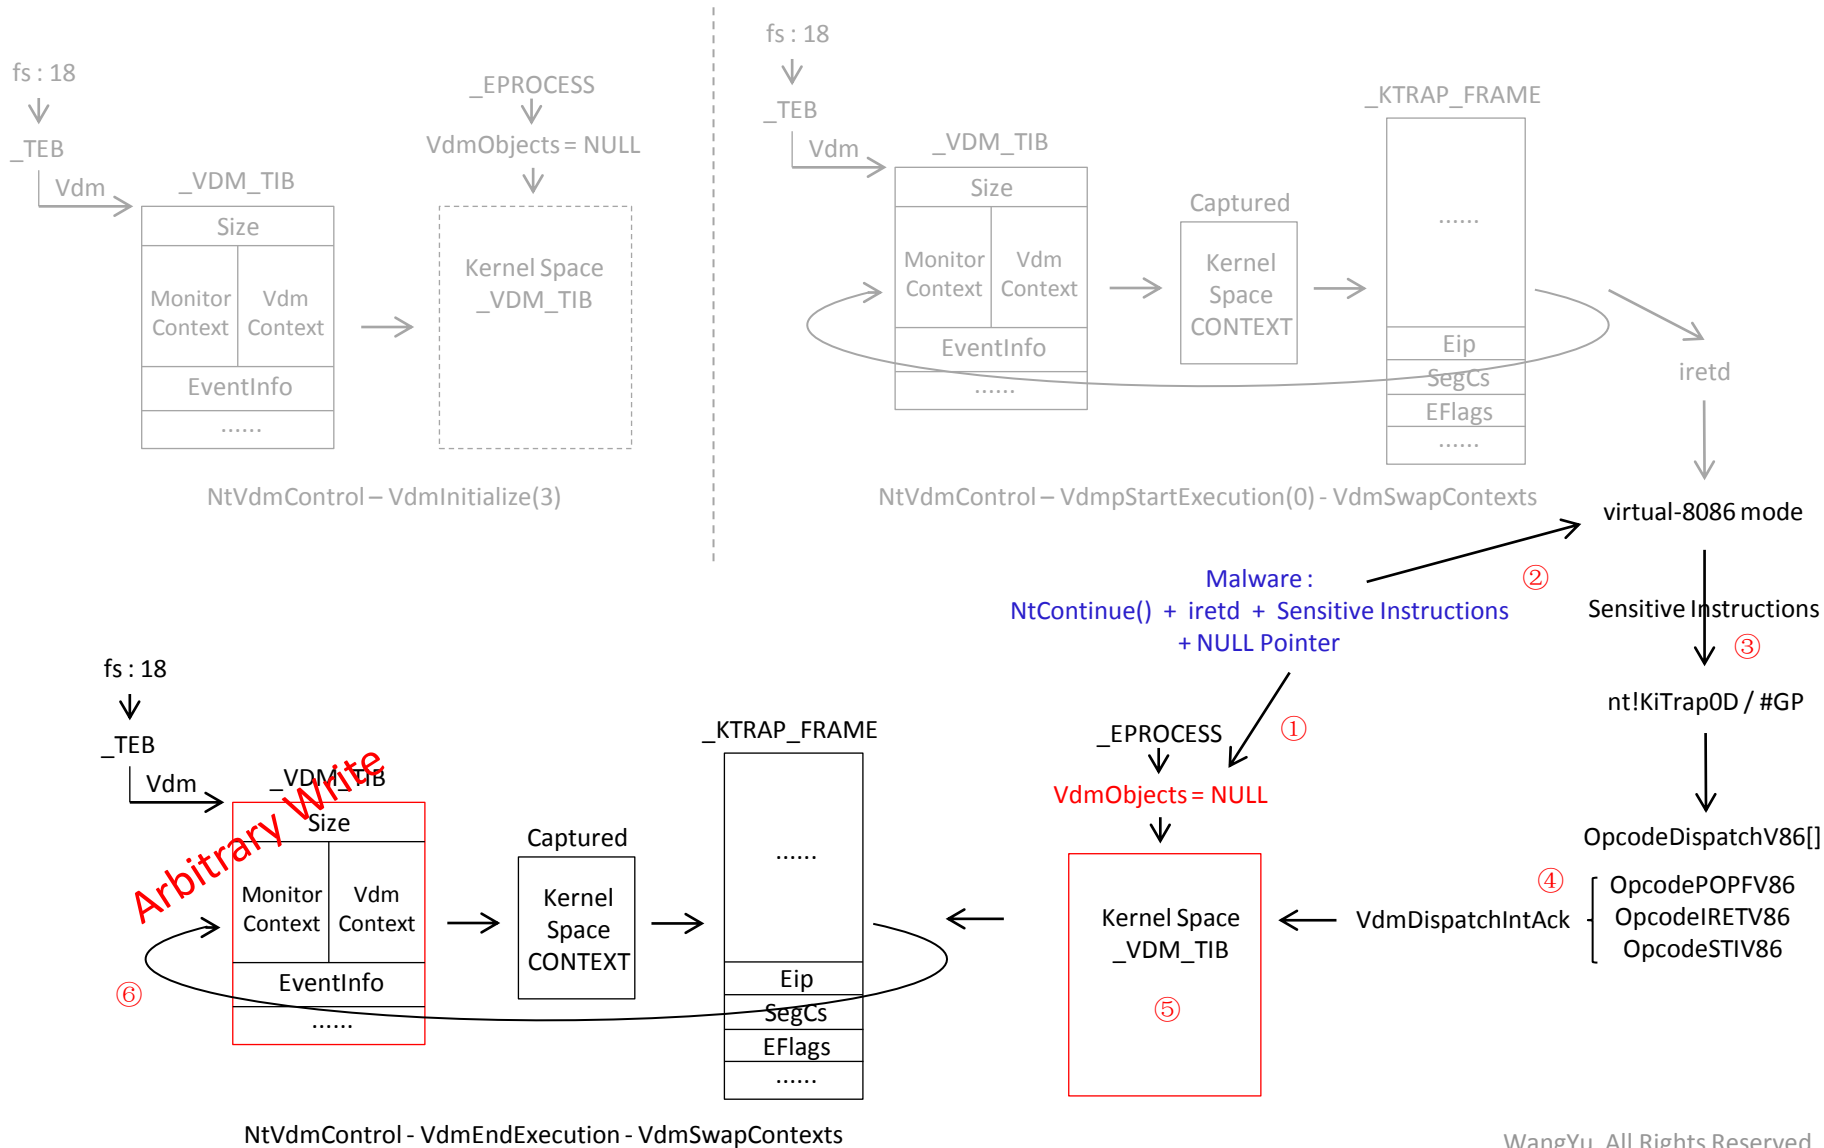 fs : 18
_TEB
Vdm
_VDM_TIB
Size
Monitor
Context
Vdm
Context
EventInfo
......
_EPROCESS
VdmObjects = NULL
Kernel Space
_VDM_TIB
NtVdmControl – VdmInitialize(3)
fs : 18
_TEB
Vdm
_VDM_TIB
Size
Monitor
Context
Vdm
Context
EventInfo
......
Captured
Kernel
Space
CONTEXT
_KTRAP_FRAME
......
Eip
SegCs
EFlags
......
iretd
NtVdmControl – VdmpStartExecution(0) - VdmSwapContexts
virtual-8086 mode
Malware :
NtContinue() + iretd + Sensitive Instructions
+ NULL Pointer
②
Sensitive Instructions
③
nt!KiTrap0D / #GP
①
_EPROCESS
VdmObjects = NULL
OpcodeDispatchV86[]
④
OpcodePOPFV86
OpcodeIRETV86
OpcodeSTIV86
VdmDispatchIntAck
Kernel Space
_VDM_TIB
⑤
fs : 18
_TEB
Vdm
_VDM_TIB
Arbitrary Write
Size
Monitor
Context
Vdm
Context
EventInfo
......
⑥
Captured
Kernel
Space
CONTEXT
_KTRAP_FRAME
......
Eip
SegCs
EFlags
......
NtVdmControl - VdmEndExecution - VdmSwapContexts
WangYu, All Rights Reserved